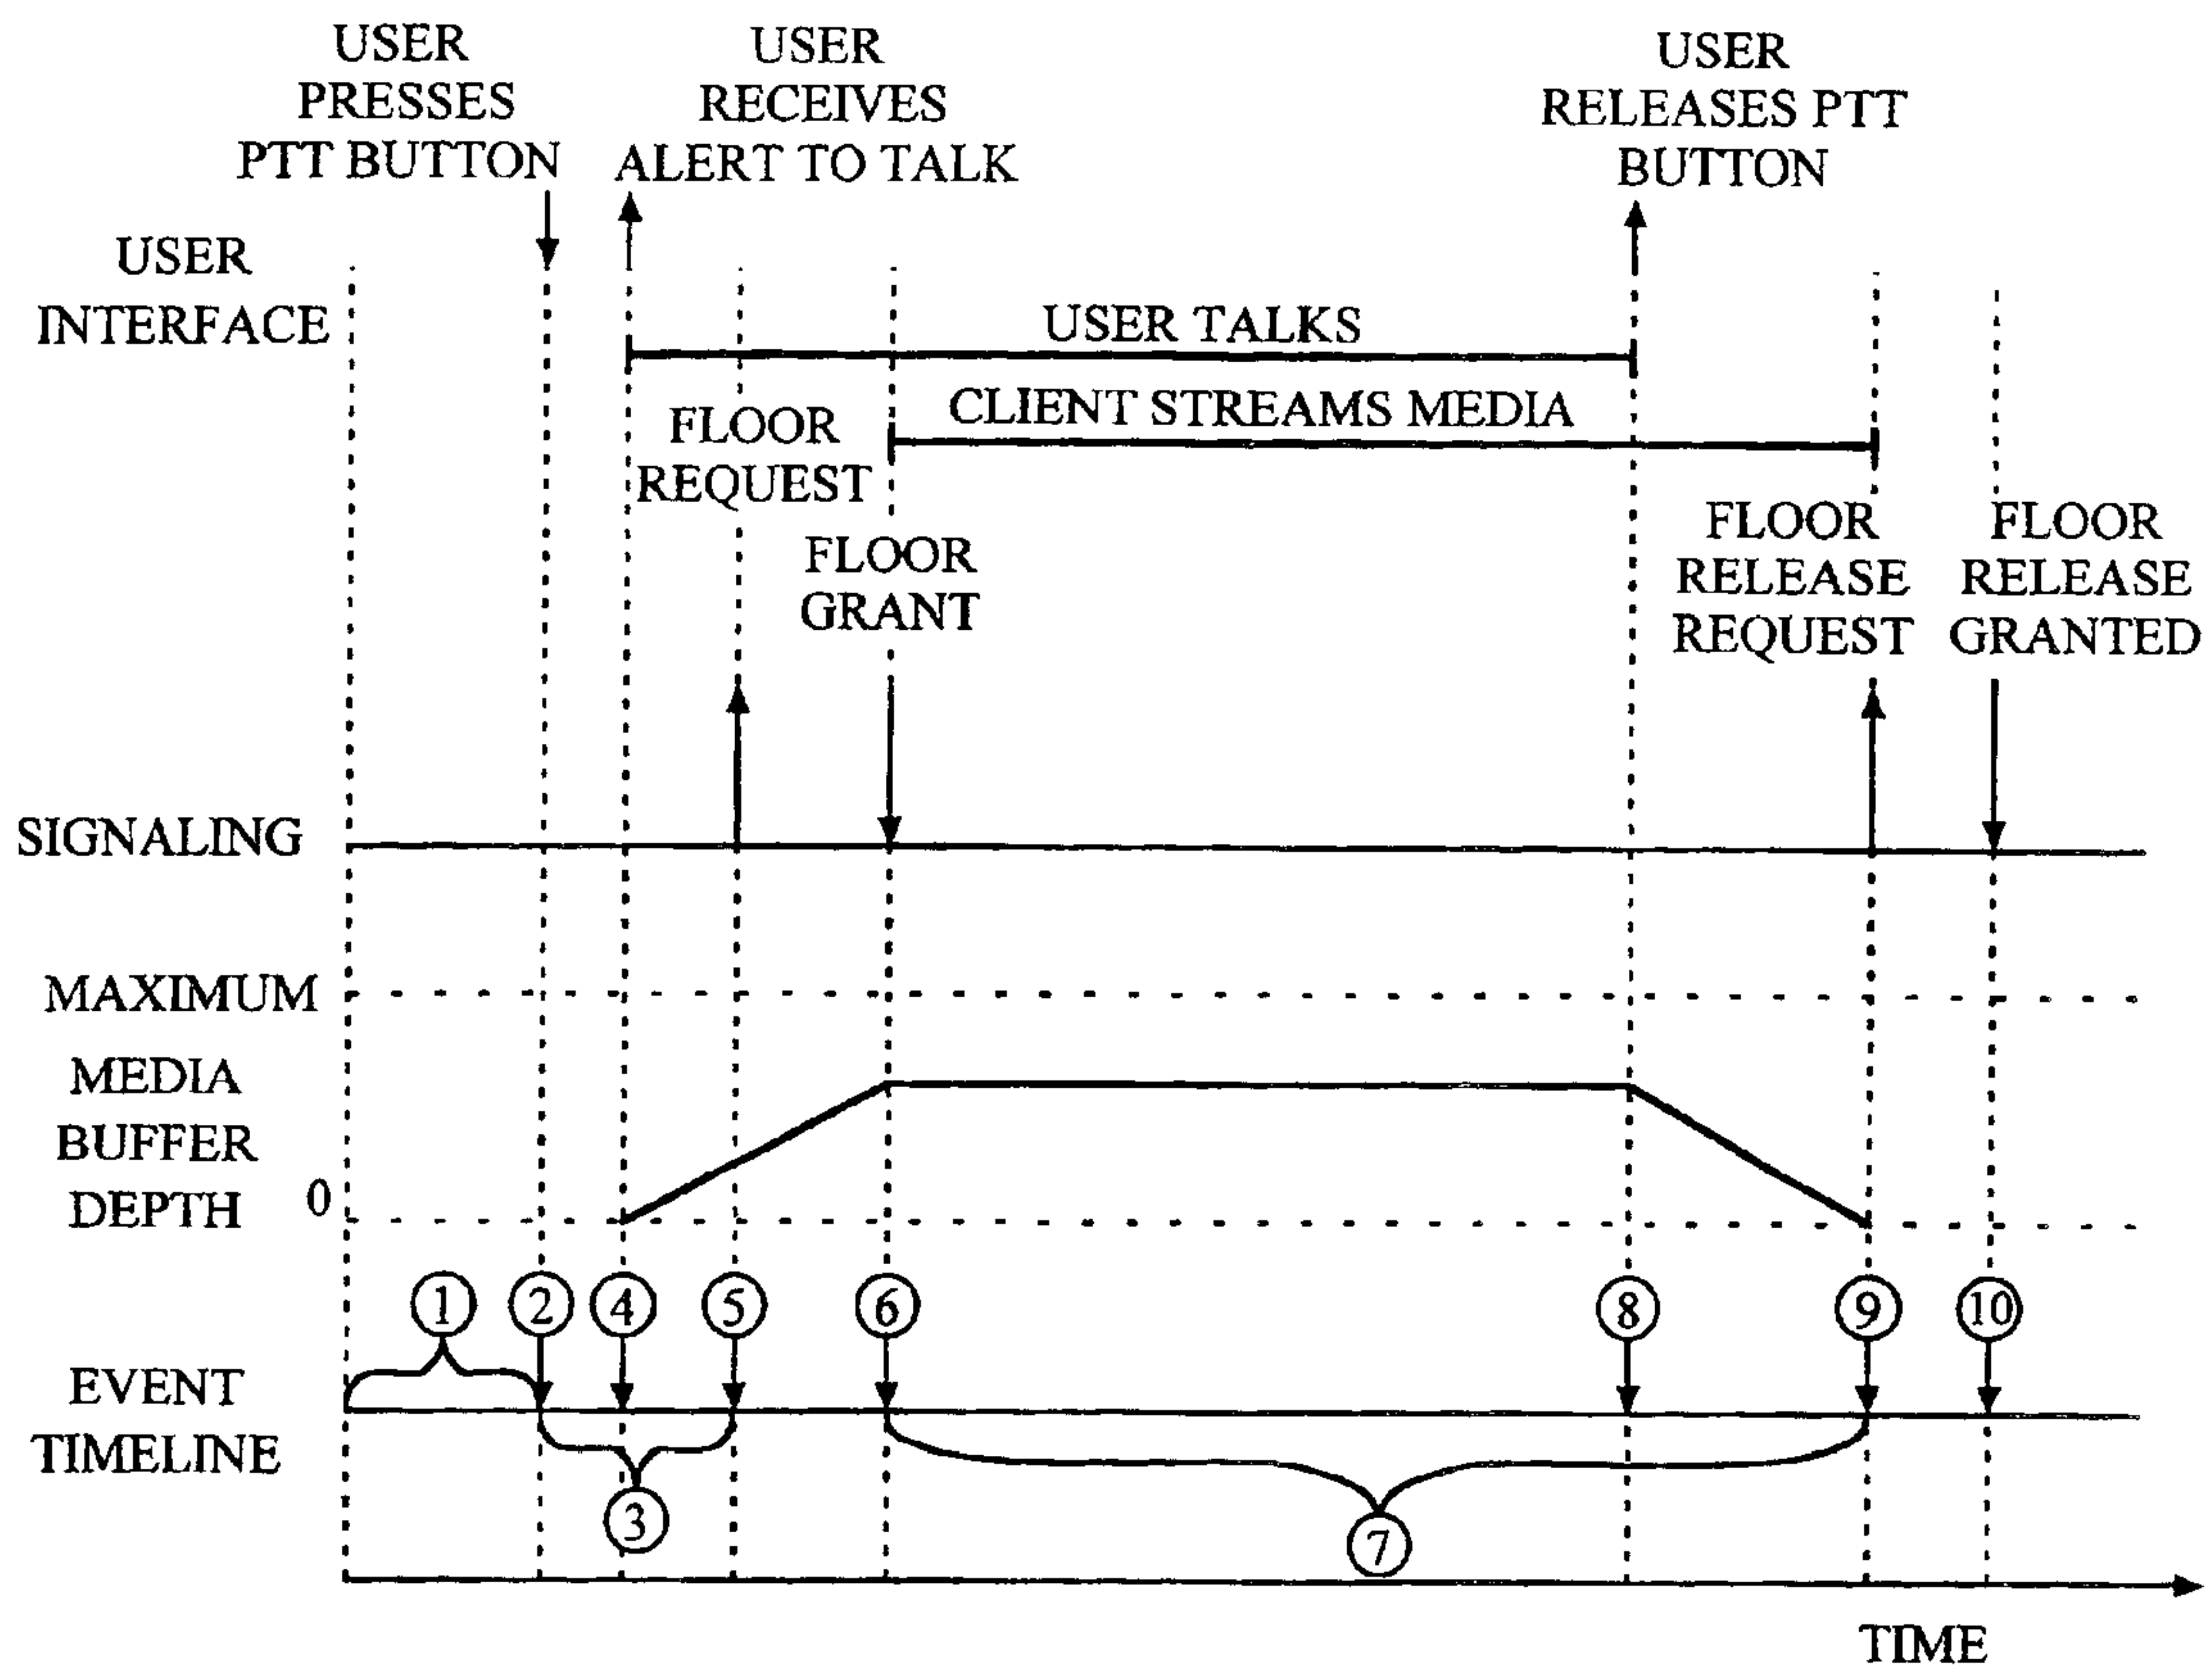 USER
PRESSES
PTT BUTTON
USER
RECEIVES
ALERT TO TALK
USER
RELEASES PTT
BUTTON
USER
INTERFACE
USER TALKS
CLIENT STREAMS MEDIA
FLOOR
REQUEST
FLOOR
GRANT
FLOOR
RELEASE
REQUEST
FLOOR
RELEASE
GRANTED
SIGNALING
MAXIMUM
MEDIA
BUFFER
DEPTH
0
1
2
4
5
6
8
9
10
EVENT
TIMELINE
3
7
TIME